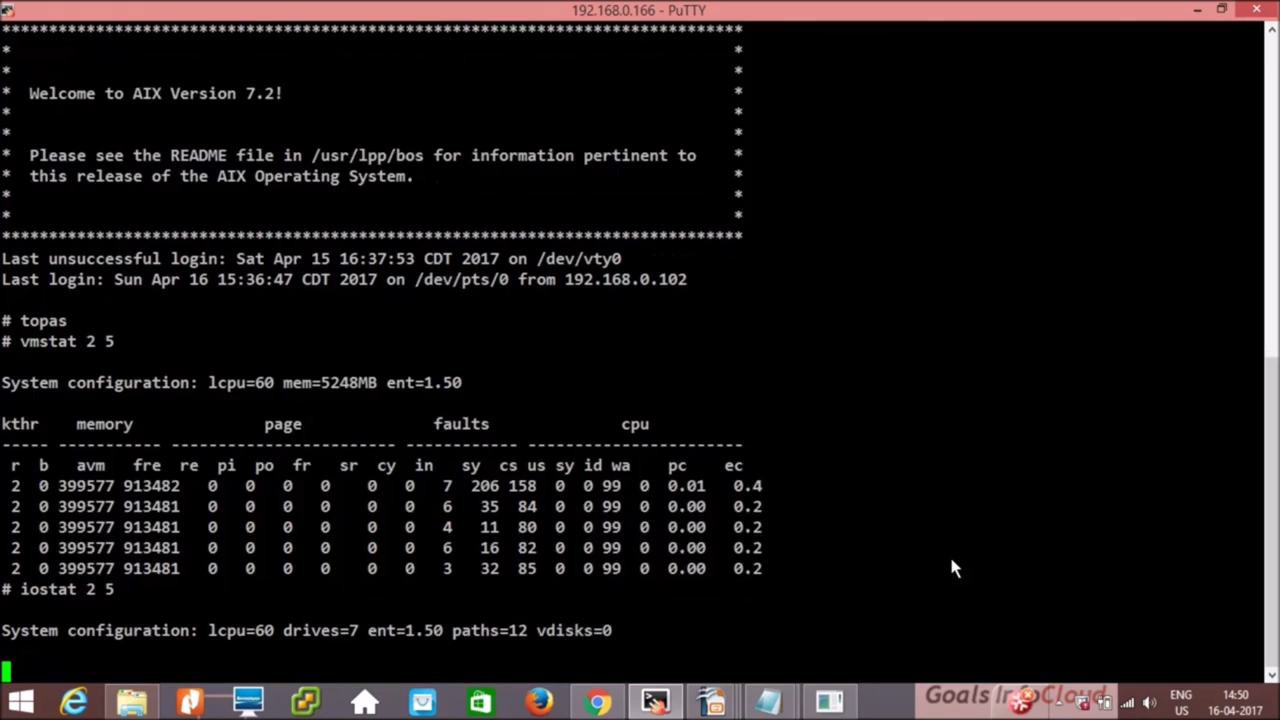 192.168.0.166 - PuTTY
*******************************************************************************
*                                                                             *
*                                                                             *
*  Welcome to AIX Version 7.2!                                                *
*                                                                             *
*                                                                             *
*  Please see the README file in /usr/lpp/bos for information pertinent to    *
*  this release of the AIX Operating System.                                  *
*                                                                             *
*                                                                             *
*******************************************************************************
Last unsuccessful login: Sat Apr 15 16:37:53 CDT 2017 on /dev/vty0
Last login: Sun Apr 16 15:36:47 CDT 2017 on /dev/pts/0 from 192.168.0.102
# topas
# vmstat 2 5
System configuration: lcpu=60 mem=5248MB ent=1.50
kthr    memory              page              faults              cpu
----- ----------- ------------------------ ------------ -----------------------
 r  b   avm   fre  re  pi  po  fr   sr  cy  in   sy  cs us sy id wa    pc    ec
 2  0 399577 913482   0   0   0   0    0   0   7  206 158  0  0 99  0  0.01   0.4
 2  0 399577 913481   0   0   0   0    0   0   6   35  84  0  0 99  0  0.00   0.2
 2  0 399577 913481   0   0   0   0    0   0   4   11  80  0  0 99  0  0.00   0.2
 2  0 399577 913481   0   0   0   0    0   0   6   16  82  0  0 99  0  0.00   0.2
 2  0 399577 913481   0   0   0   0    0   0   3   32  85  0  0 99  0  0.00   0.2
# iostat 2 5
System configuration: lcpu=60 drives=7 ent=1.50 paths=12 vdisks=0
Goals InfoCloud
ENG 14:50
US 16-04-2017